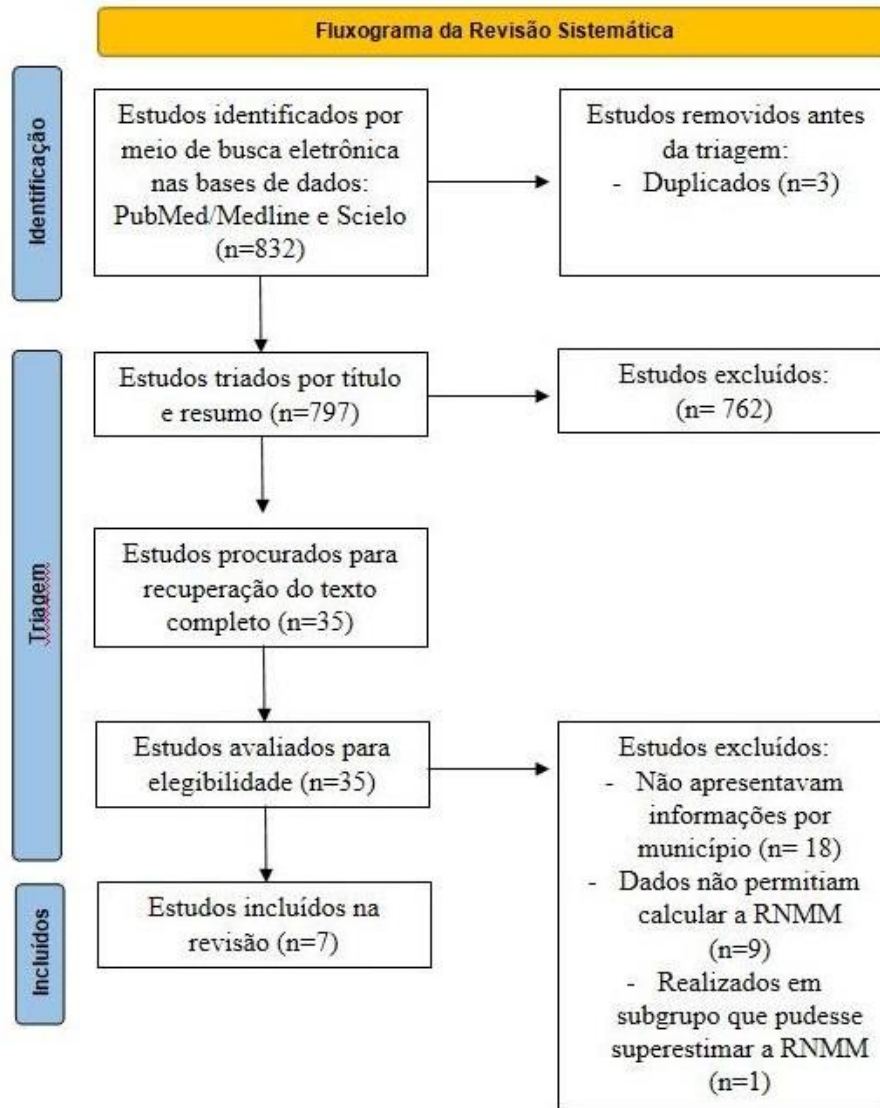 Fluxograma da Revisão Sistemática
Identificação
Estudos identificados por
meio de busca eletrônica
nas bases de dados:
PubMed/Medline e Scielo
(n=832)
Estudos removidos antes
da triagem:
- Duplicados (n=3)
Triagem
Estudos triados por título
e resumo (n=797)
Estudos excluídos:
(n= 762)
Estudos procurados para
recuperação do texto
completo (n=35)
Estudos avaliados para
elegibilidade (n=35)
Estudos excluídos:
- Não apresentavam
informações por
município (n= 18)
- Dados não permitiam
calcular a RNMM
(n=9)
- Realizados em
subgrupo que pudesse
superestimar a RNMM
(n=1)
Incluídos
Estudos incluídos na
revisão (n=7)